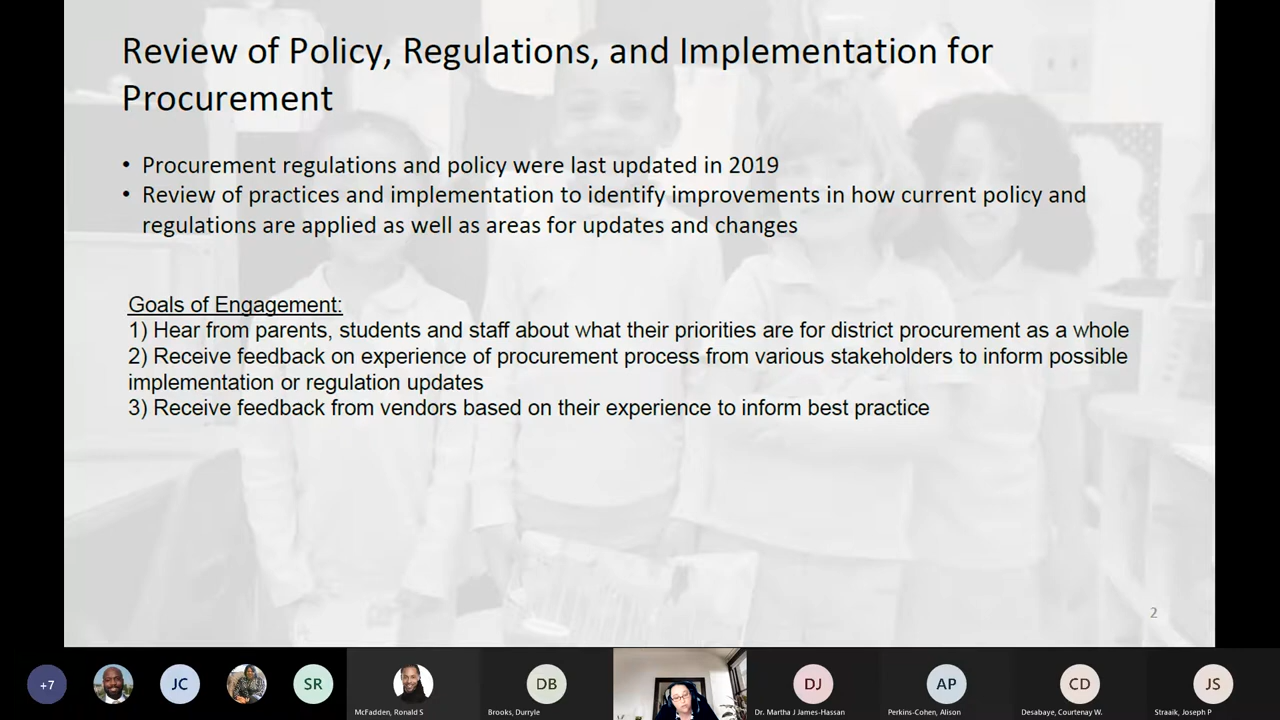 Review of Policy, Regulations, and Implementation for
Procurement
• Procurement regulations and policy were last updated in 2019
• Review of practices and implementation to identify improvements in how current policy and
regulations are applied as well as areas for updates and changes
Goals of Engagement:
1) Hear from parents, students and staff about what their priorities are for district procurement as a whole
2) Receive feedback on experience of procurement process from various stakeholders to inform possible
implementation or regulation updates
3) Receive feedback from vendors based on their experience to inform best practice
2
+7
JC
SR
McFadden, Ronald S
DB
Brooks, Durryle
DJ
Dr. Martha J James-Hassan
AP
Perkins-Cohen, Alison
CD
Desabaye, Courtenay W.
JS
Straaik, Joseph P